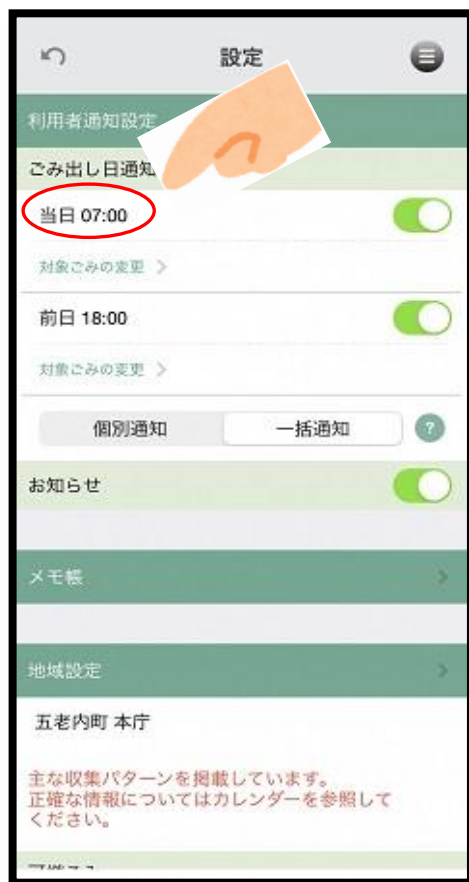 設定
利用者通知設定
ごみ出し日通知
当日 07:00
対象ごみの変更 >
前日 18:00
対象ごみの変更 >
個別通知 一括通知 ?
お知らせ
メモ帳 >
地域設定 >
五老内町 本庁
主な収集パターンを掲載しています。
正確な情報についてはカレンダーを参照して
ください。